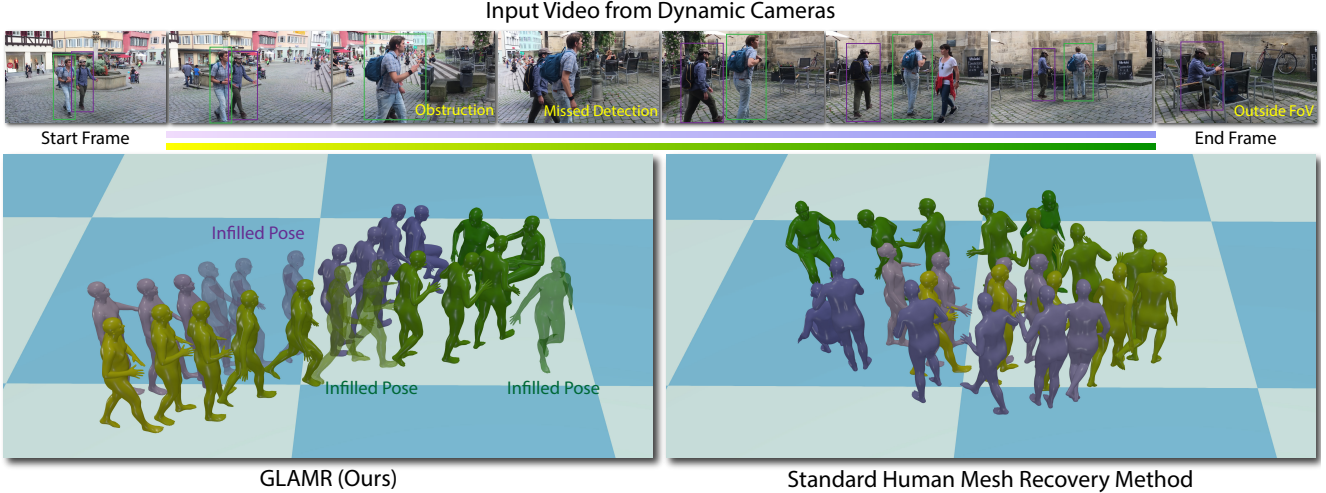 Input Video from Dynamic Cameras
Obstruction
Missed Detection
Outside FoV
Start Frame
End Frame
Infilled Pose
Infilled Pose
Infilled Pose
GLAMR (Ours)
Standard Human Mesh Recovery Method